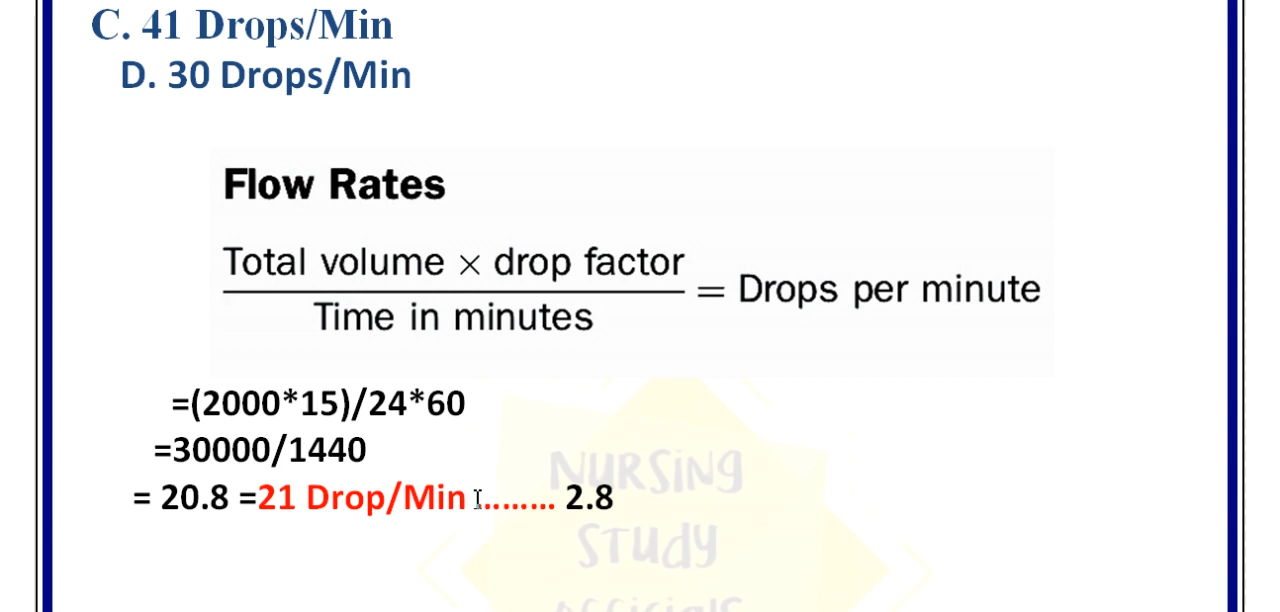 C. 41 Drops/Min
D. 30 Drops/Min
Flow Rates
Total volume × drop factor
Time in minutes
= Drops per minute
=(2000*15)/24*60
=30000/1440
= 20.8 =21 Drop/Min ......... 2.8
NURSiNg
STudy